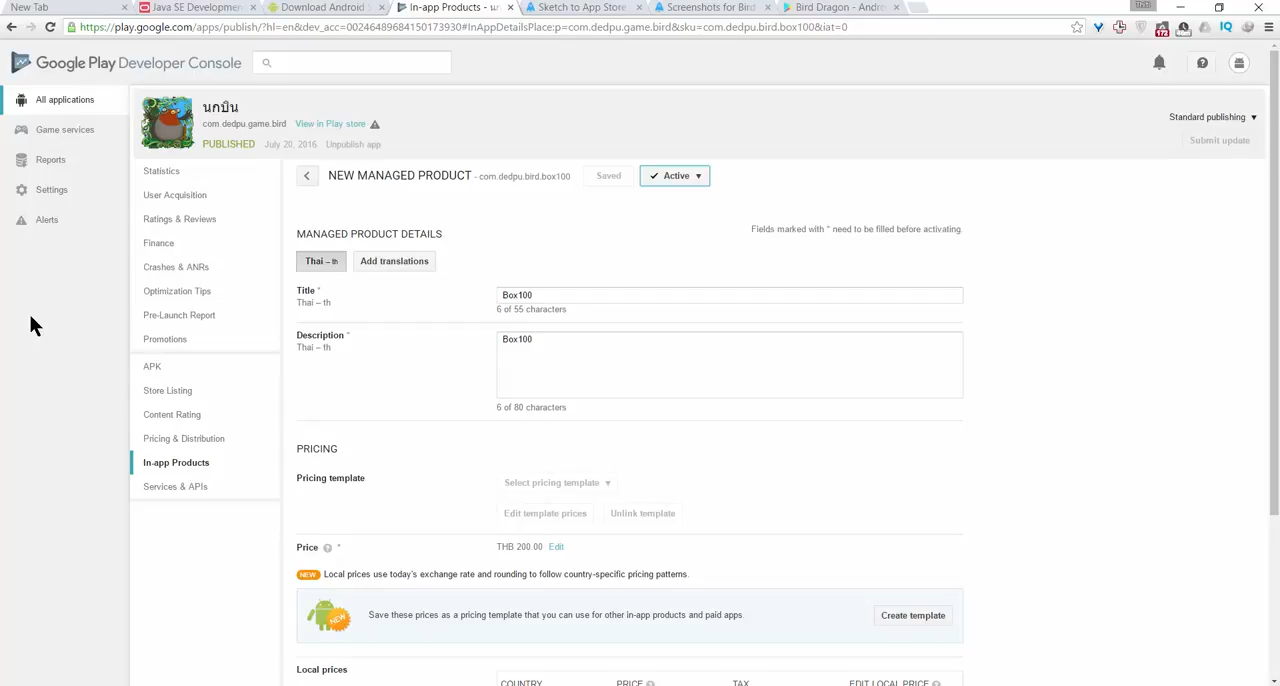 New Tab
Java SE Developmen
Download Android S
In-app Products - นก
Sketch to App Store
Screenshots for Bird
Bird Dragon - Androi
https://play.google.com/apps/publish/?hl=en&dev_acc=00246489684150173930#InAppDetailsPlace:p=com.dedpu.game.bird&sku=com.dedpu.bird.box100&iat=0
Google Play Developer Console
All applications
Game services
Reports
Settings
Alerts
นกบิน
com.dedpu.game.bird View in Play store
PUBLISHED July 20, 2016 Unpublish app
Standard publishing
Submit update
Statistics
User Acquisition
Ratings & Reviews
Finance
Crashes & ANRs
Optimization Tips
Pre-Launch Report
Promotions
APK
Store Listing
Content Rating
Pricing & Distribution
In-app Products
Services & APIs
NEW MANAGED PRODUCT - com.dedpu.bird.box100 Saved Active
MANAGED PRODUCT DETAILS
Fields marked with * need to be filled before activating.
Thai – th Add translations
Title * Box100
Thai – th
6 of 55 characters
Description * Box100
Thai – th
6 of 80 characters
PRICING
Pricing template Select pricing template
Edit template prices Unlink template
Price * THB 200.00 Edit
NEW Local prices use today's exchange rate and rounding to follow country-specific pricing patterns.
NEW
Save these prices as a pricing template that you can use for other in-app products and paid apps. Create template
Local prices
COUNTRY PRICE TAX EDIT LOCAL PRICE